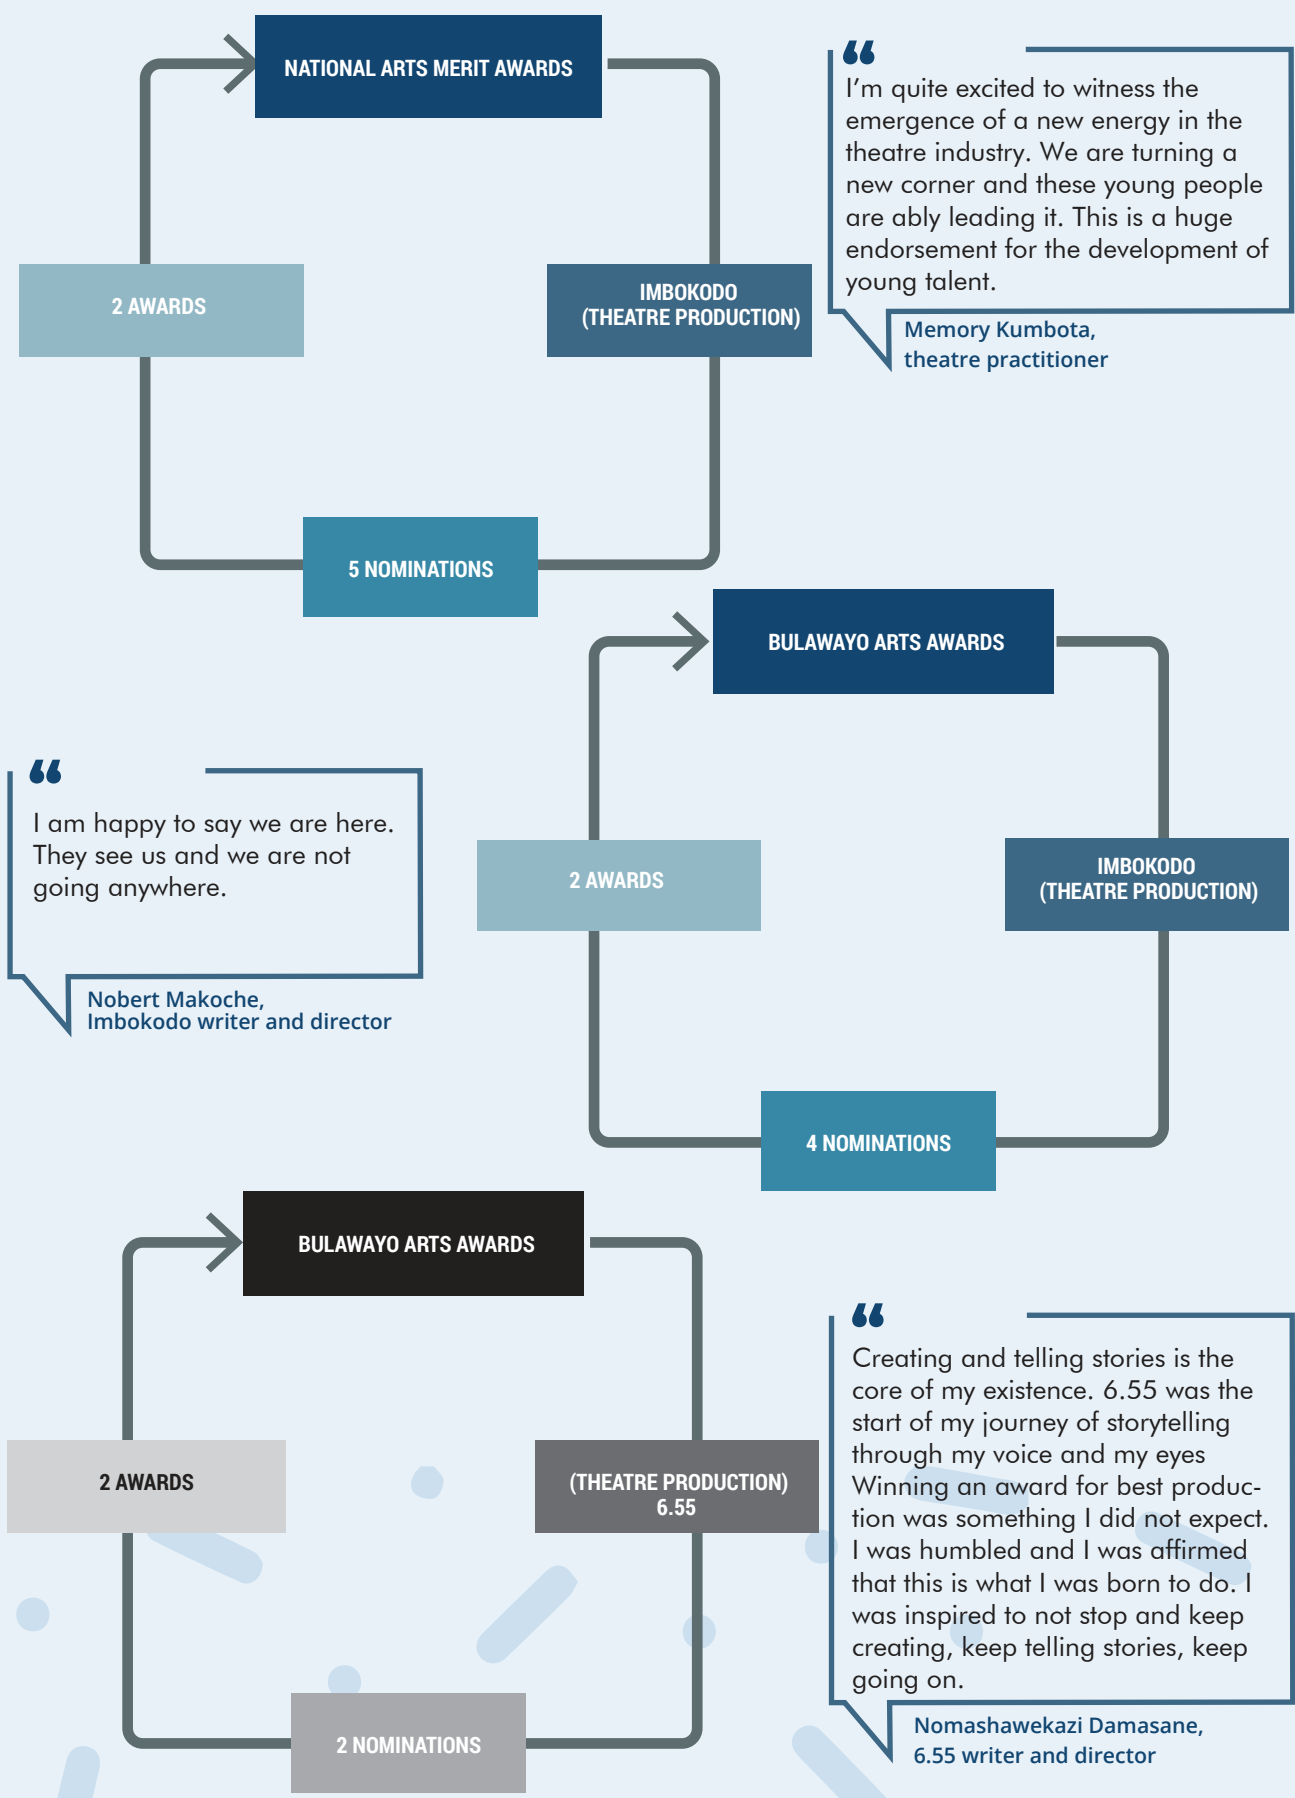 NATIONAL ARTS MERIT AWARDS
“
I’m quite excited to witness the
emergence of a new energy in the
theatre industry. We are turning a
new corner and these young people
are ably leading it. This is a huge
endorsement for the development of
young talent.
Memory Kumbota,
theatre practitioner
2 AWARDS
IMBOKODO
(THEATRE PRODUCTION)
5 NOMINATIONS
BULAWAYO ARTS AWARDS
“
I am happy to say we are here.
They see us and we are not
going anywhere.
Nobert Makoche,
Imbokodo writer and director
2 AWARDS
IMBOKODO
(THEATRE PRODUCTION)
4 NOMINATIONS
BULAWAYO ARTS AWARDS
2 AWARDS
(THEATRE PRODUCTION)
6.55
2 NOMINATIONS
“
Creating and telling stories is the
core of my existence. 6.55 was the
start of my journey of storytelling
through my voice and my eyes
Winning an award for best produc-
tion was something I did not expect.
I was humbled and I was affirmed
that this is what I was born to do. I
was inspired to not stop and keep
creating, keep telling stories, keep
going on.
Nomashawekazi Damasane,
6.55 writer and director